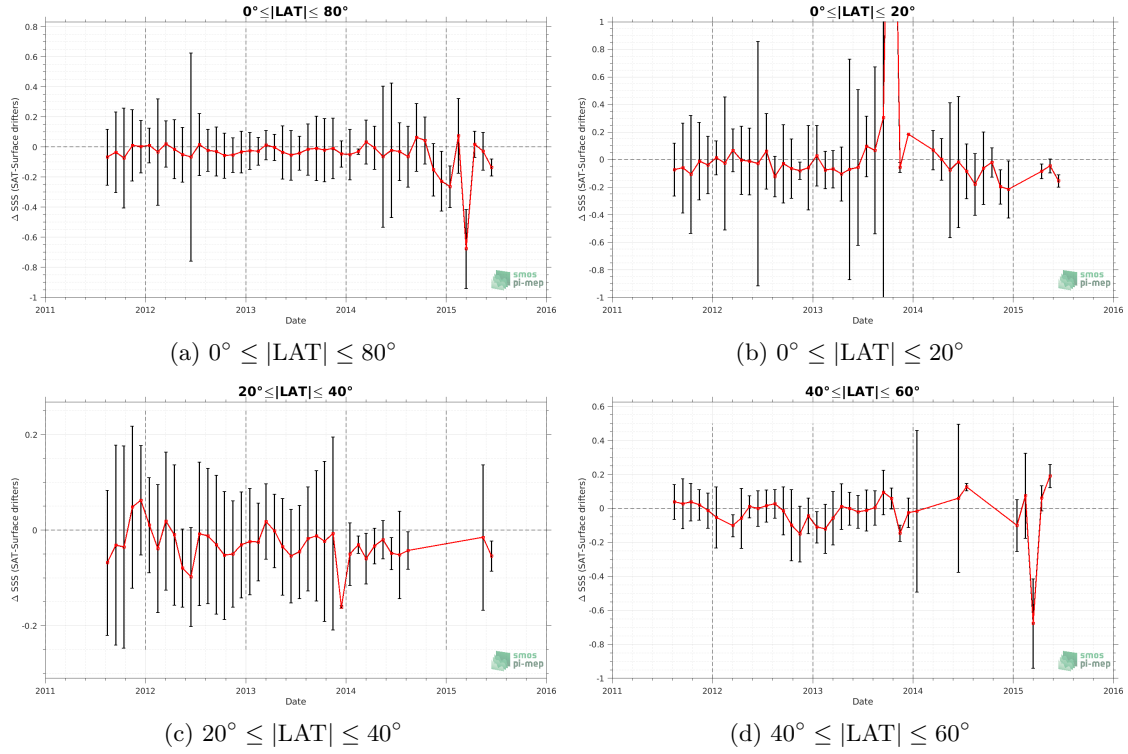 0°≤|LAT|≤ 80°
Δ SSS (SAT-Surface drifters)
0.8
0.6
0.4
0.2
0
-0.2
-0.4
-0.6
-0.8
-1
2011 2012 2013 2014 2015 2016
Date
smos
pi-mep
(a) 0° ≤ |LAT| ≤ 80°
0°≤|LAT|≤ 20°
Δ SSS (SAT-Surface drifters)
1
0.8
0.6
0.4
0.2
0
-0.2
-0.4
-0.6
-0.8
-1
2011 2012 2013 2014 2015 2016
Date
smos
pi-mep
(b) 0° ≤ |LAT| ≤ 20°
20°≤|LAT|≤ 40°
Δ SSS (SAT-Surface drifters)
0.2
0
-0.2
2011 2012 2013 2014 2015 2016
Date
smos
pi-mep
(c) 20° ≤ |LAT| ≤ 40°
40°≤|LAT|≤ 60°
Δ SSS (SAT-Surface drifters)
0.6
0.4
0.2
0
-0.2
-0.4
-0.6
-0.8
-1
2011 2012 2013 2014 2015 2016
Date
smos
pi-mep
(d) 40° ≤ |LAT| ≤ 60°